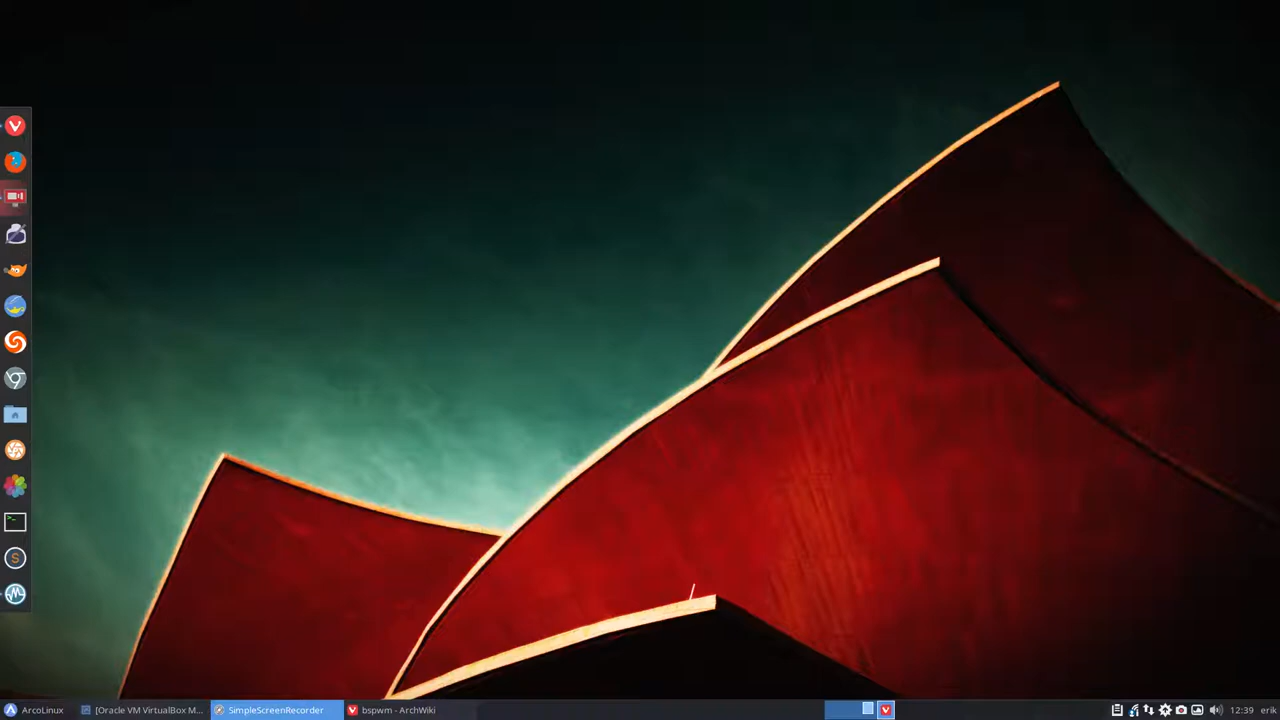 ArcoLinux
[Oracle VM VirtualBox M...
SimpleScreenRecorder
bspwm - ArchWiki
12:39
erik